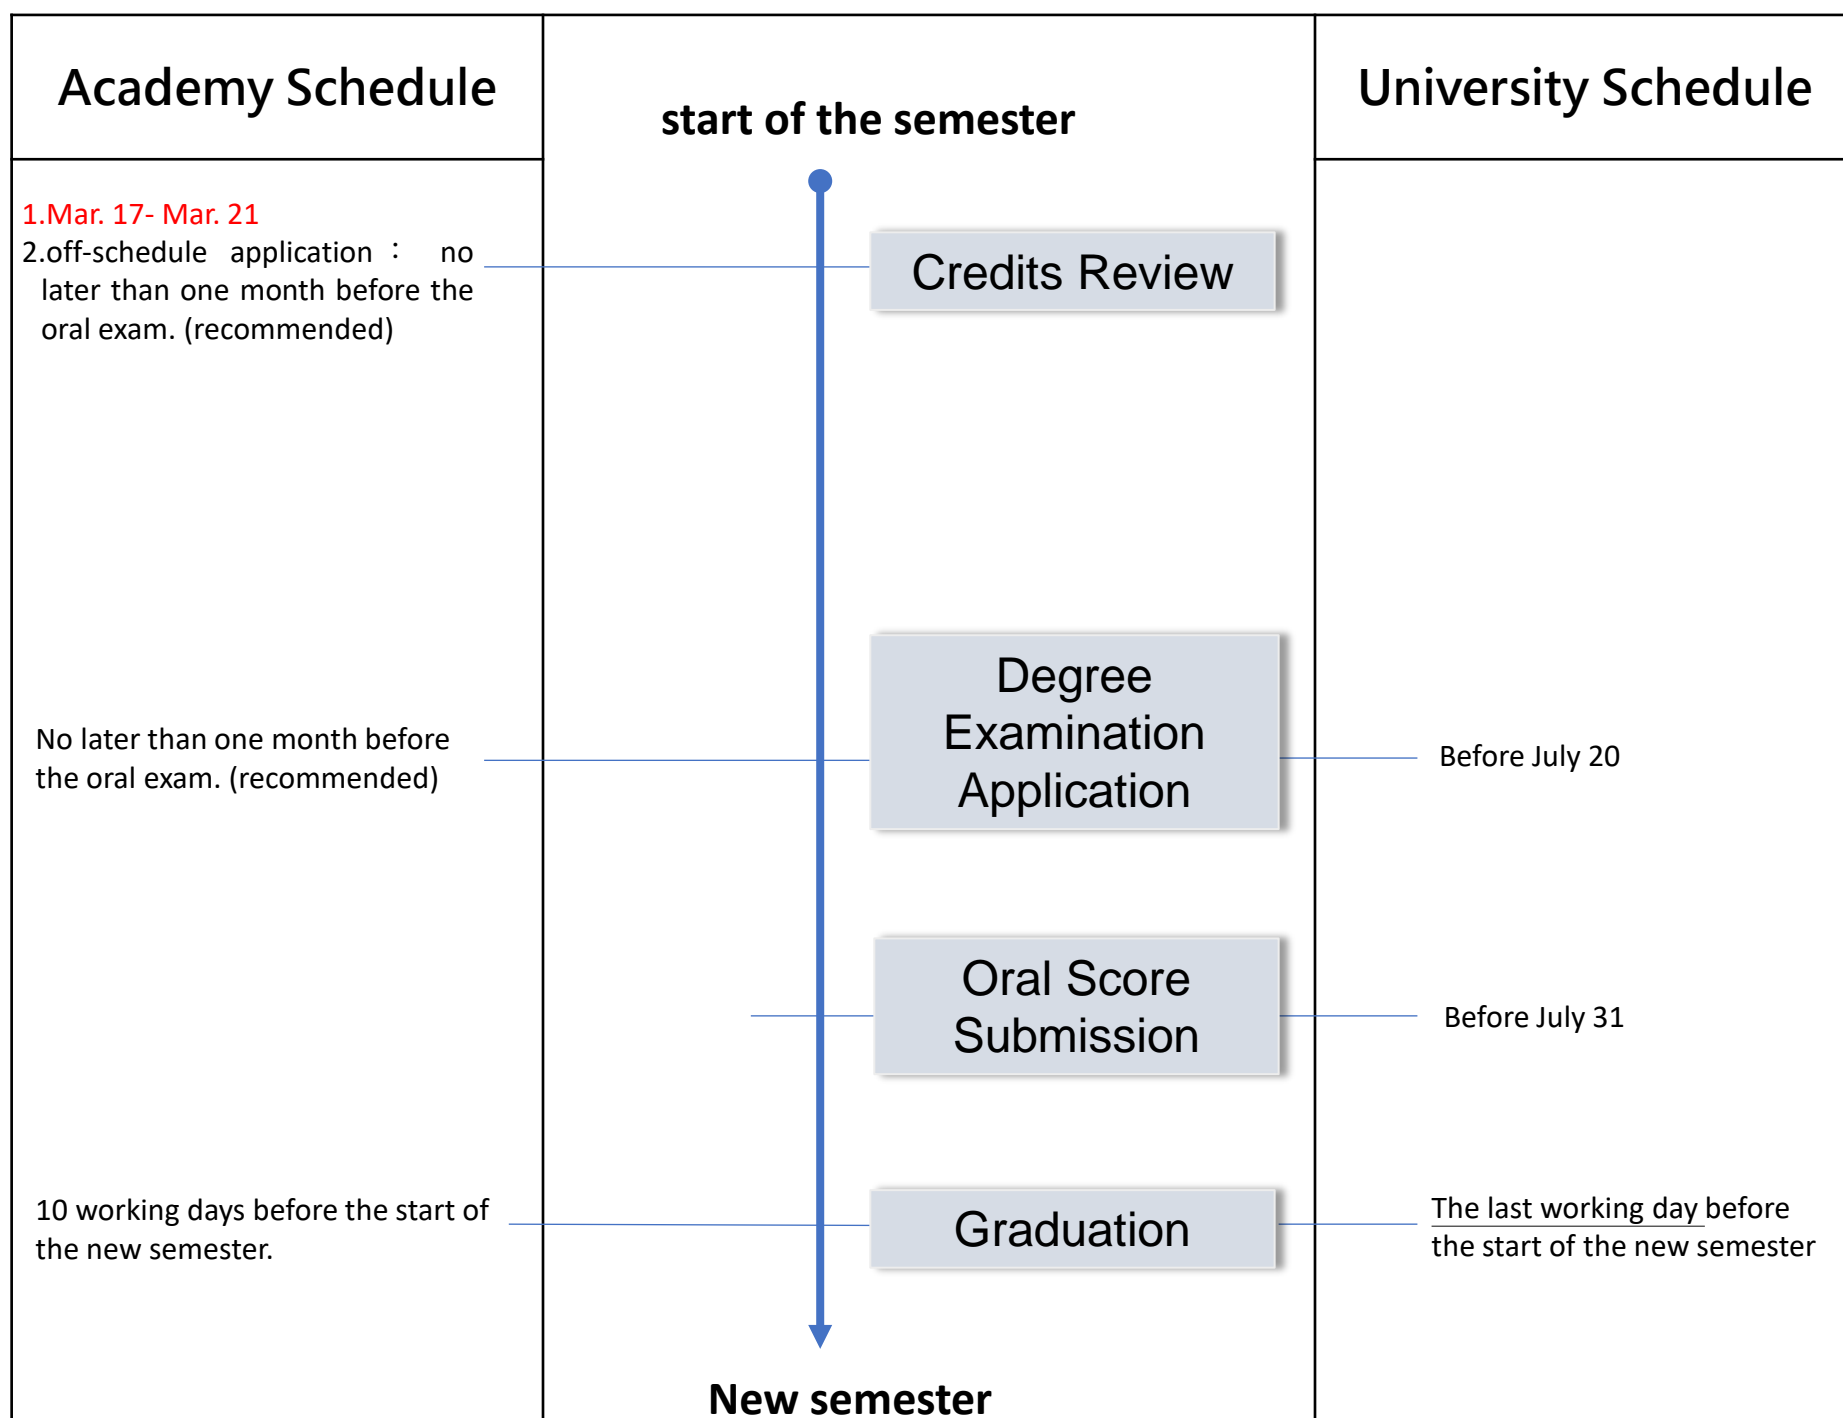 Academy Schedule
start of the semester
University Schedule
1.Mar. 17- Mar. 21
2.off-schedule application： no
later than one month before the
oral exam. (recommended)
Credits Review
No later than one month before
the oral exam. (recommended)
Degree
Examination
Application
Before July 20
Oral Score
Submission
Before July 31
10 working days before the start of
the new semester.
Graduation
The last working day before
the start of the new semester
New semester